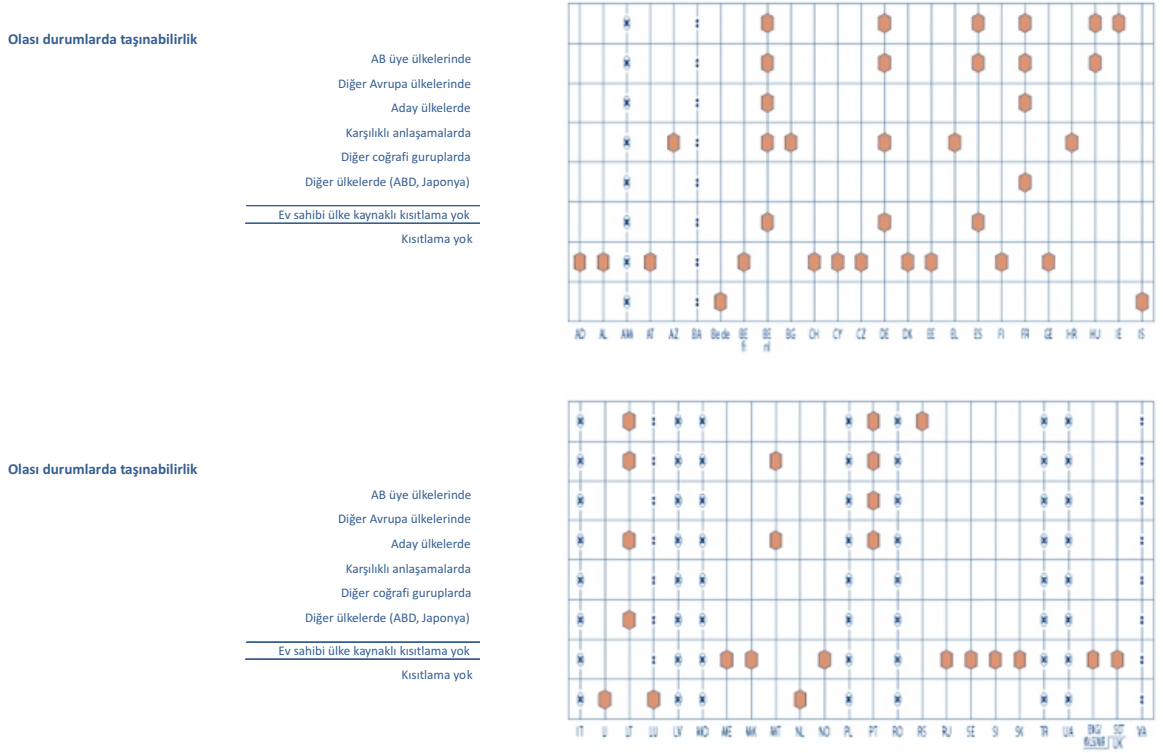 Olası durumlarda taşınabilirlik
AB üye ülkelerinde
Diğer Avrupa ülkelerinde
Aday ülkelerde
Karşılıklı anlaşamalarda
Diğer coğrafi guruplarda
Diğer ülkelerde (ABD, Japonya)
Ev sahibi ülke kaynaklı kısıtlama yok
Kısıtlama yok
AD AL AM AT AZ BA BE de BE fr BE nl BG CH CY CZ DE DK EE EL ES FI FR GE HR HU IE IS
Olası durumlarda taşınabilirlik
AB üye ülkelerinde
Diğer Avrupa ülkelerinde
Aday ülkelerde
Karşılıklı anlaşamalarda
Diğer coğrafi guruplarda
Diğer ülkelerde (ABD, Japonya)
Ev sahibi ülke kaynaklı kısıtlama yok
Kısıtlama yok
IT LI LT LU LV MD ME MK MT NL NO PL PT RO RS RU SE SI SK TR UA UK VA